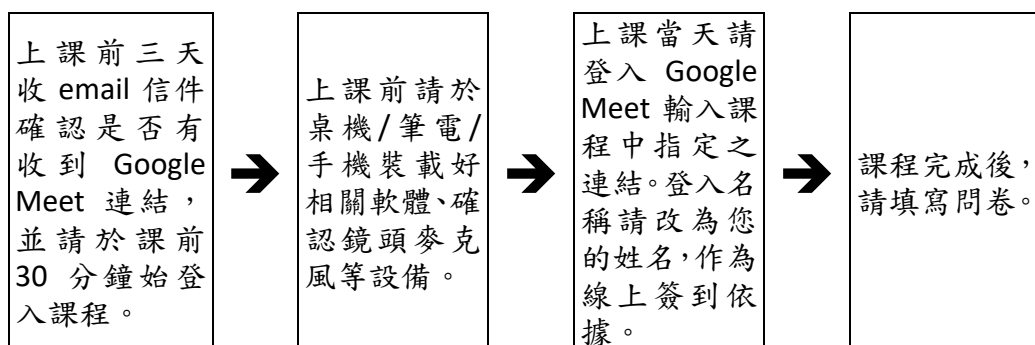 上課前三天
收 email 信件
確認是否有
收到 Google
Meet 連結，
並請於課前
30 分鐘始登
入課程。
上課前請於
桌機/筆電/
手機裝載好
相關軟體、確
認鏡頭麥克
風等設備。
上課當天請
登入 Google
Meet 輸入課
程中指定之
連結。登入名
稱請改為您
的姓名，作為
線上簽到依
據。
課程完成後，
請填寫問卷。